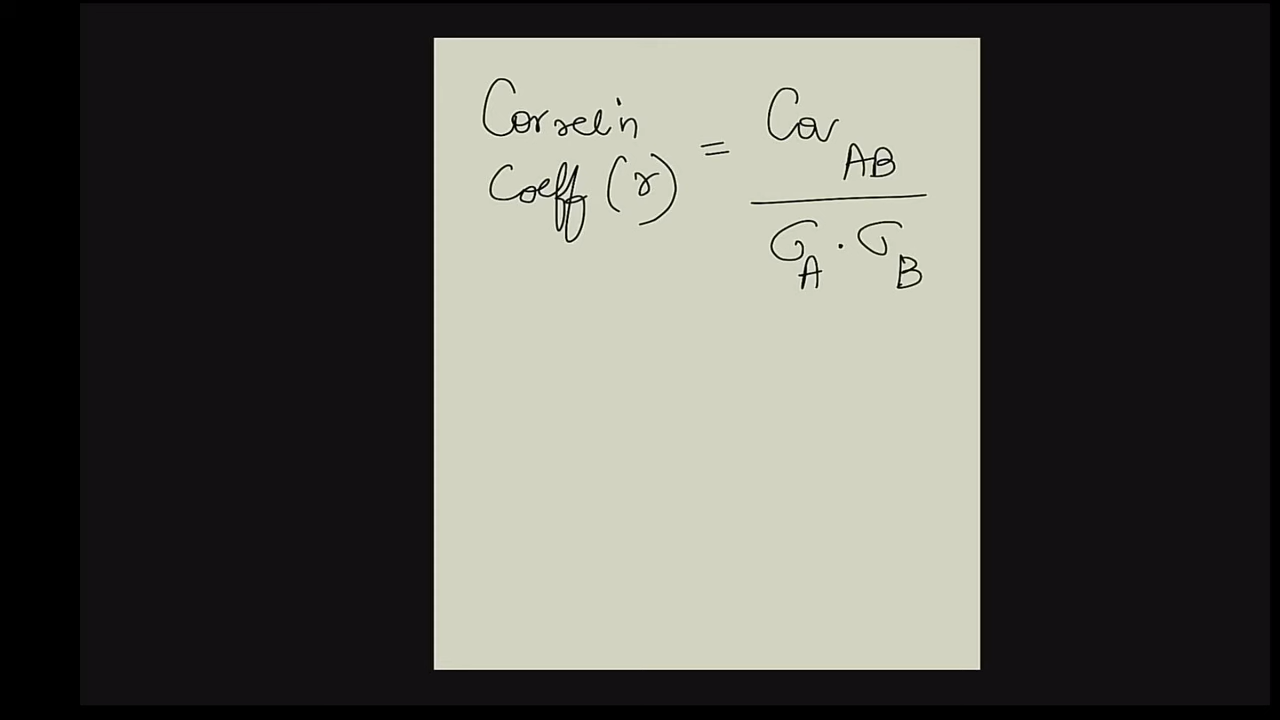 Correl'n
Coeff (r) = Cov AB
σA . σB